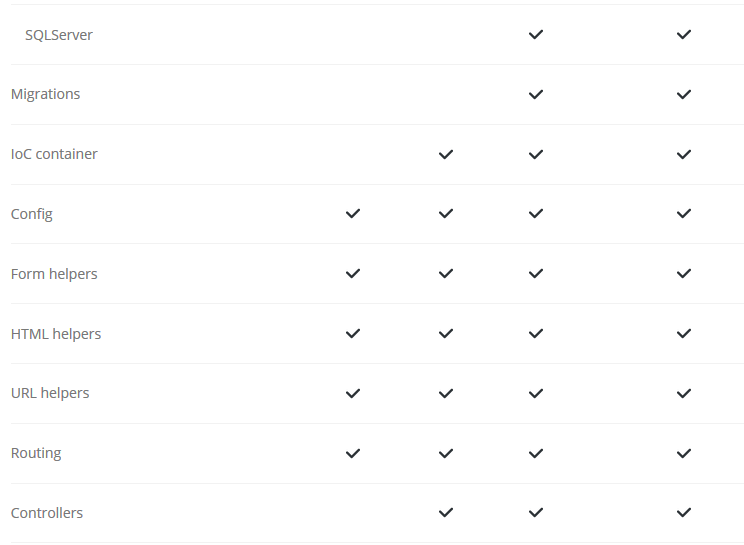 SQLServer
Migrations
IoC container
Config
Form helpers
HTML helpers
URL helpers
Routing
Controllers